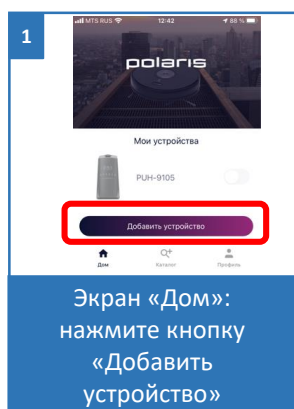 1
MTS RUS 12:42 88 %
polaris
Мои устройства
PUH-9105
Добавить устройство
Дом Каталог Профиль
Экран «Дом»:
нажмите кнопку
«Добавить
устройство»